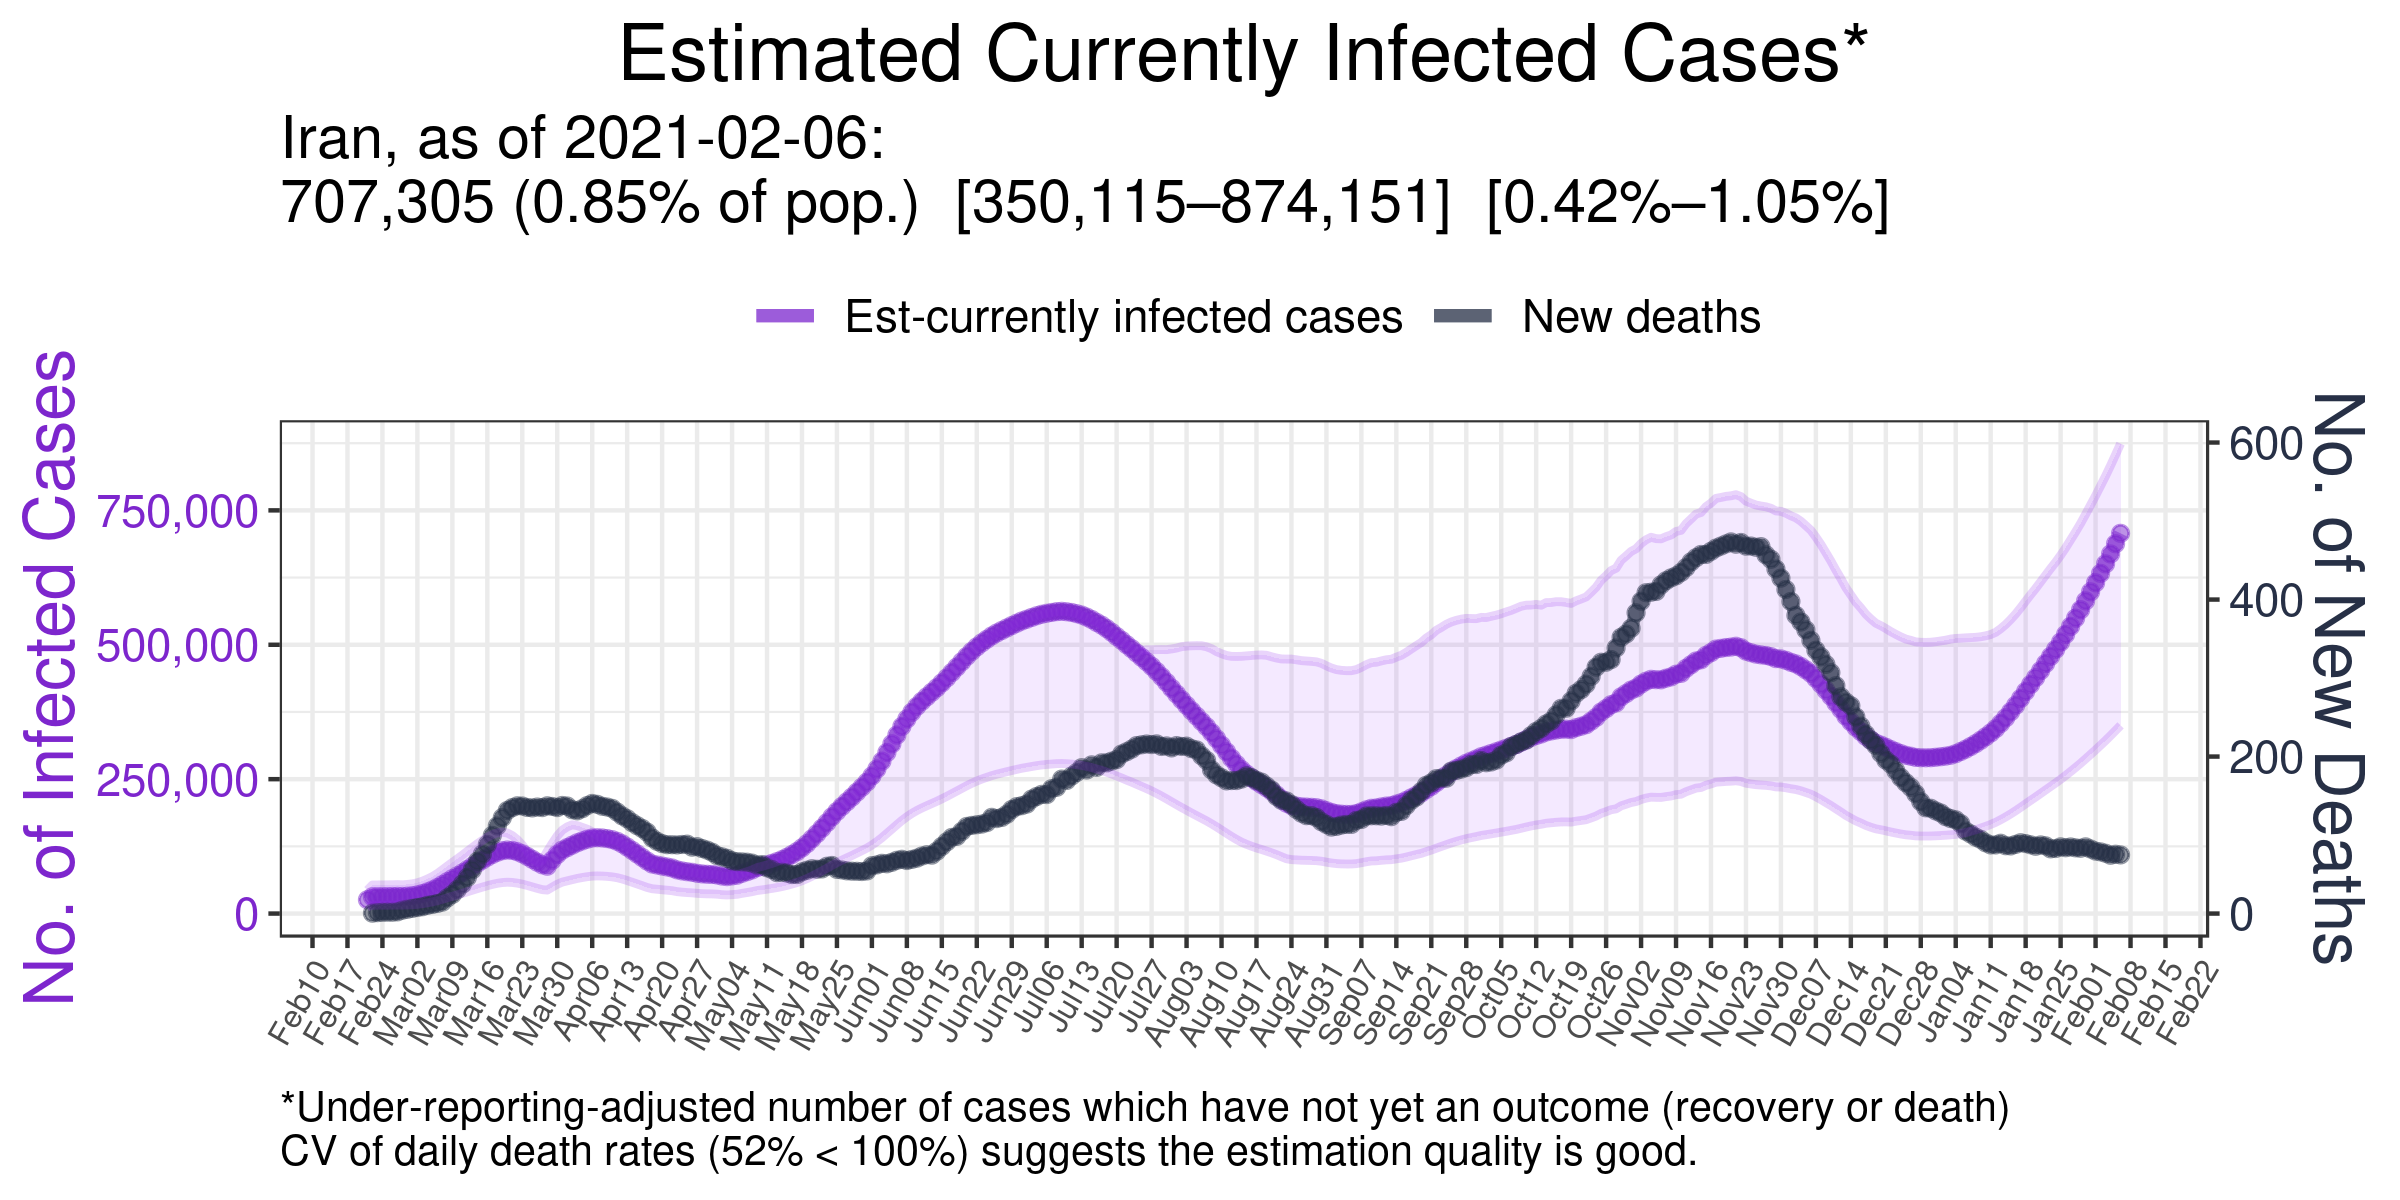 Estimated Currently Infected Cases*
Iran, as of 2021-02-06:
707,305 (0.85% of pop.)  [350,115–874,151]  [0.42%–1.05%]
Est-currently infected cases
New deaths
No. of Infected Cases
750,000
500,000
250,000
0
600
400
200
0
No. of New Deaths
Feb10
Feb17
Feb24
Mar02
Mar09
Mar16
Mar23
Mar30
Apr06
Apr13
Apr20
Apr27
May04
May11
May18
May25
Jun01
Jun08
Jun15
Jun22
Jun29
Jul06
Jul13
Jul20
Jul27
Aug03
Aug10
Aug17
Aug24
Aug31
Sep07
Sep14
Sep21
Sep28
Oct05
Oct12
Oct19
Oct26
Nov02
Nov09
Nov16
Nov23
Nov30
Dec07
Dec14
Dec21
Dec28
Jan04
Jan11
Jan18
Jan25
Feb01
Feb08
Feb15
Feb22
*Under-reporting-adjusted number of cases which have not yet an outcome (recovery or death)
CV of daily death rates (52% < 100%) suggests the estimation quality is good.